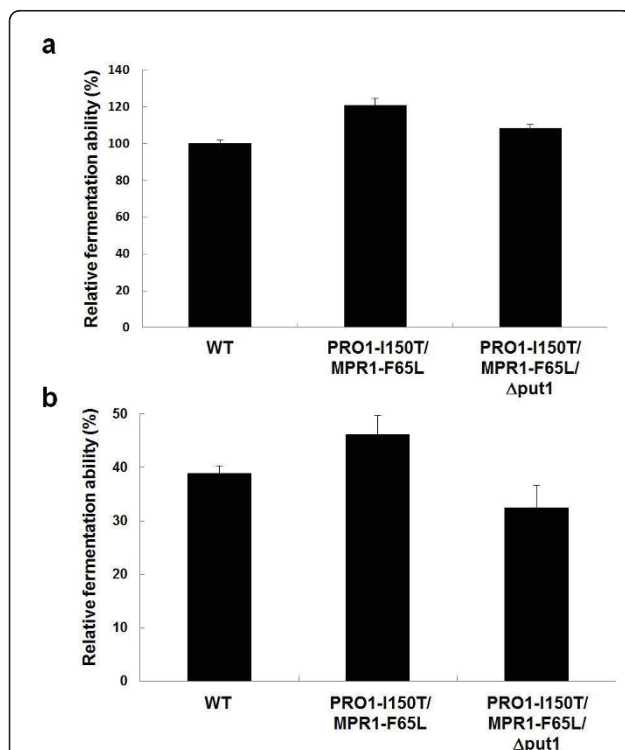 a
Relative fermentation ability (%)
140
120
100
80
60
40
20
0
WT
PRO1-I150T/
MPR1-F65L
PRO1-I150T/
MPR1-F65L/
Δput1
b
Relative fermentation ability (%)
50
40
30
20
10
0
WT
PRO1-I150T/
MPR1-F65L
PRO1-I150T/
MPR1-F65L/
Δput1